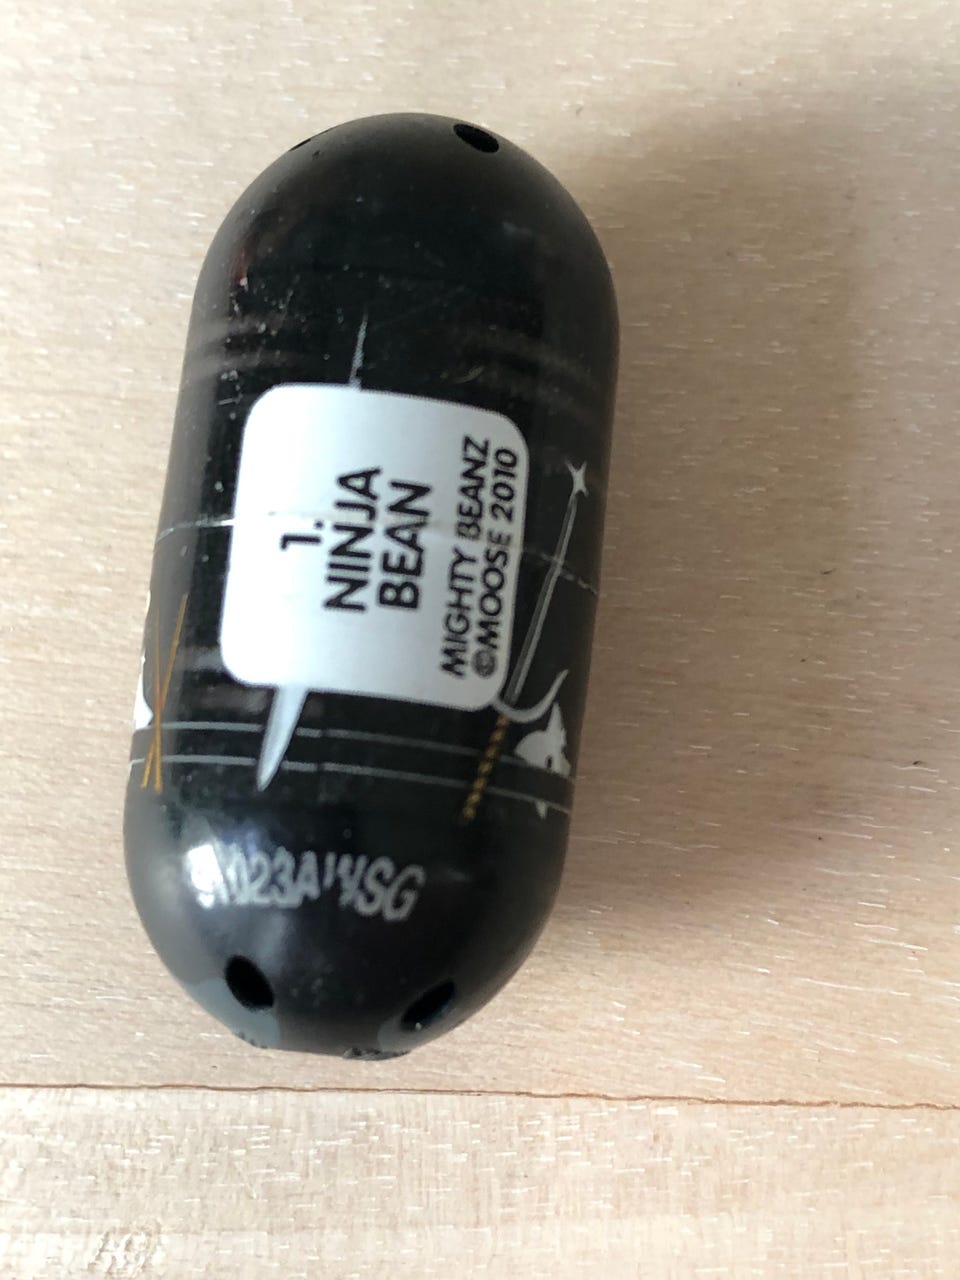 1.
NINJA
BEAN
MIGHTY BEANZ
©MOOSE 2010